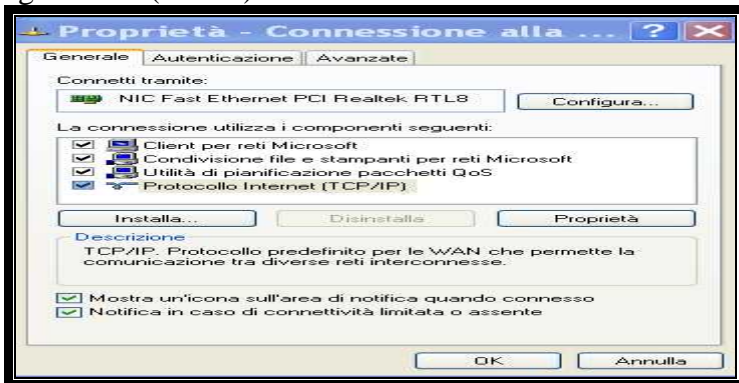 Proprietà - Connessione alla ...
Generale Autenticazione Avanzate
Connetti tramite:
NIC Fast Ethernet PCI Realtek RTL8 Configura...
La connessione utilizza i componenti seguenti:
Client per reti Microsoft
Condivisione file e stampanti per reti Microsoft
Utilità di pianificazione pacchetti QoS
Protocollo Internet (TCP/IP)
Installa... Disinstalla Proprietà
Descrizione
TCP/IP. Protocollo predefinito per le WAN che permette la
comunicazione tra diverse reti interconnesse.
Mostra un'icona sull'area di notifica quando connesso
Notifica in caso di connettività limitata o assente
OK Annulla